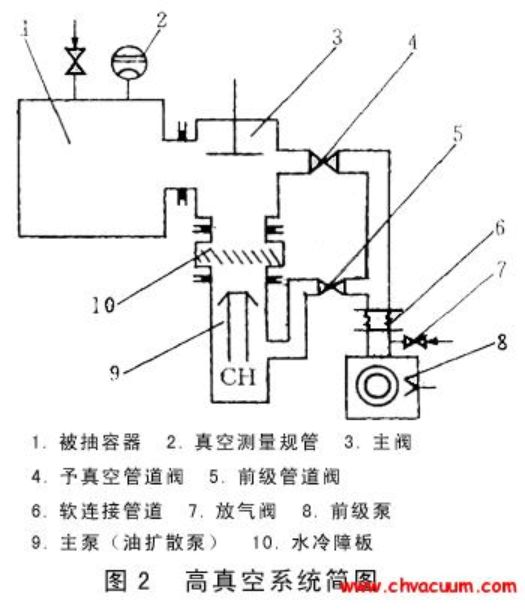 1
2
3
4
5
6
7
8
9
10
CH
1. 被抽容器 2. 真空测量规管 3. 主阀
4. 予真空管道阀 5. 前级管道阀
6. 软连接管道 7. 放气阀 8. 前级泵
9. 主泵（油扩散泵） 10. 水冷障板
图 2 高真空系统简图
www.chvacuum.com